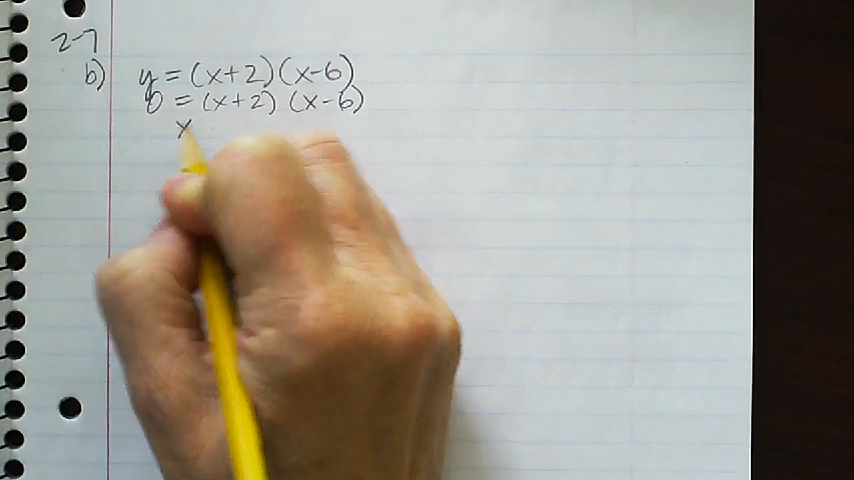 2-7
b) y = (x+2)(x-6)
0 = (x+2) (x-6)
x